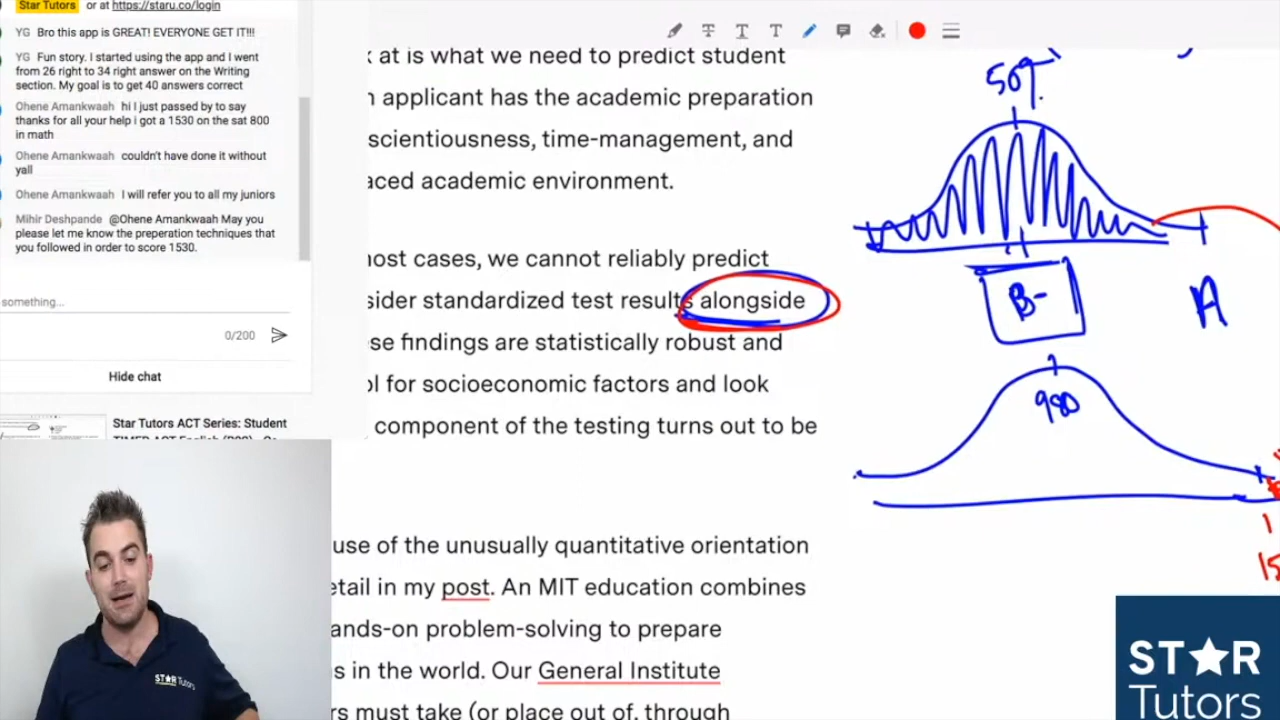 Star Tutors or at https://staru.co/login
YG Bro this app is GREAT! EVERYONE GET IT!!!
YG Fun story. I started using the app and I went
from 26 right to 34 right answer on the Writing
section. My goal is to get 40 answers correct
Ohene Amankwaah hi I just passed by to say
thanks for all your help i got a 1530 on the sat 800
in math
Ohene Amankwaah couldn't have done it without
yall
Ohene Amankwaah I will refer you to all my juniors
Mihir Deshpande @Ohene Amankwaah May you
please let me know the preperation techniques that
you followed in order to score 1530.
something...
0/200
Hide chat
Star Tutors ACT Series: Student
at is what we need to predict student
applicant has the academic preparation
scientiousness, time-management, and
aced academic environment.
most cases, we cannot reliably predict
sider standardized test results alongside
se findings are statistically robust and
ol for socioeconomic factors and look
component of the testing turns out to be
use of the unusually quantitative orientation
etail in my post. An MIT education combines
ands-on problem-solving to prepare
s in the world. Our General Institute
rs must take (or place out of, through
B-
A
980
15
STAR Tutors
STAR
Tutors